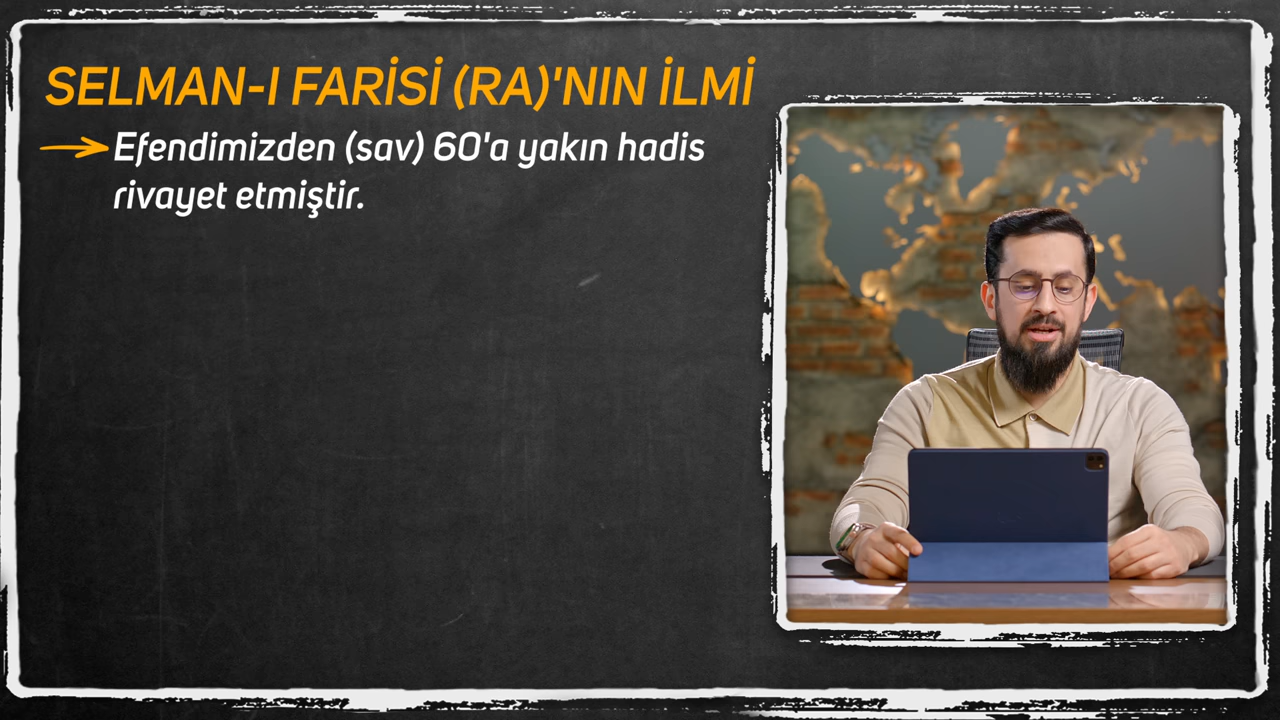 SELMAN-I FARİSİ (RA)'NIN İLMİ
Efendimizden (sav) 60'a yakın hadis
rivayet etmiştir.